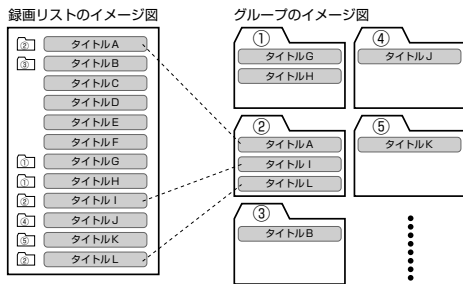 録画リストのイメージ図
② タイトルA
③ タイトルB
タイトルC
タイトルD
タイトルE
タイトルF
① タイトルG
① タイトルH
② タイトルI
④ タイトルJ
⑤ タイトルK
② タイトルL
グループのイメージ図
①
タイトルG
タイトルH
④
タイトルJ
②
タイトルA
タイトルI
タイトルL
⑤
タイトルK
③
タイトルB